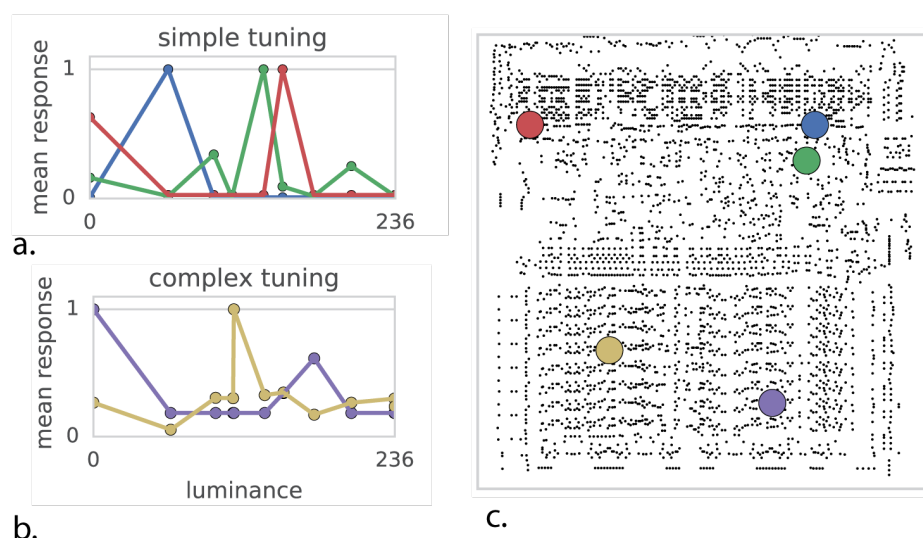 simple tuning
mean response
1
0
0
236
a.
complex tuning
mean response
1
0
0
236
luminance
b.
c.